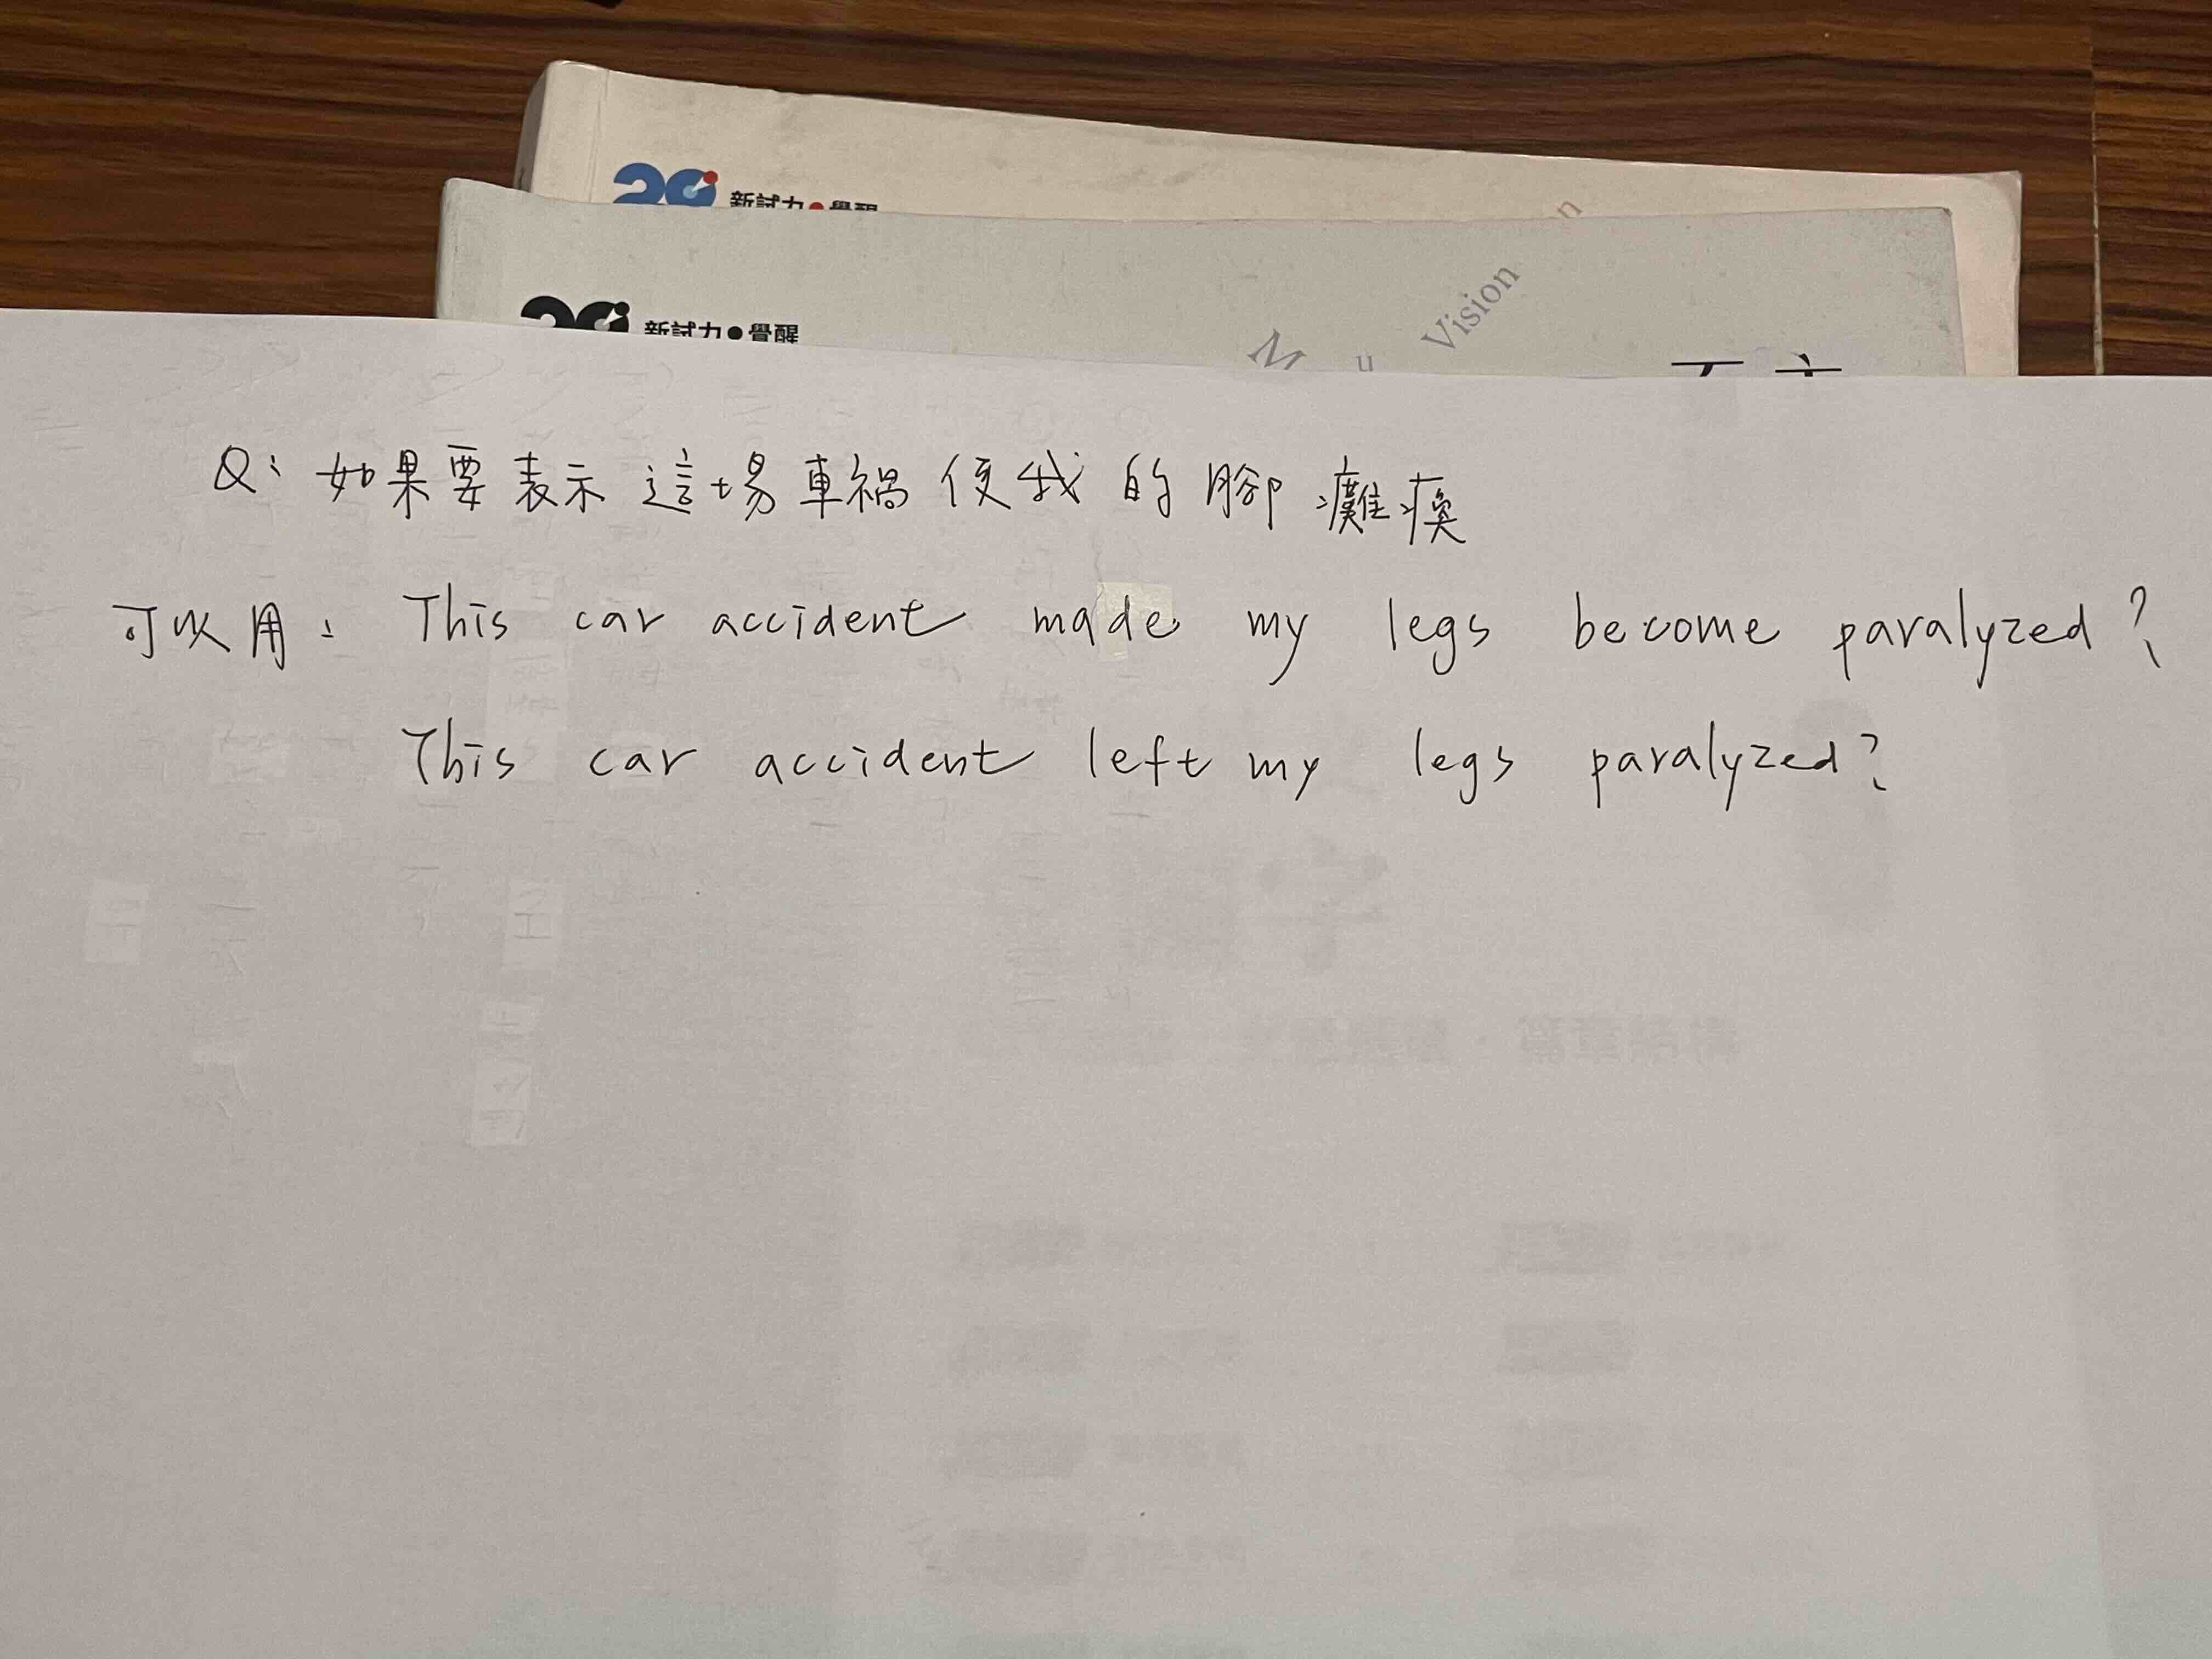 新試力●覺醒
Vision
新試力●覺醒
Q: 如果要表示這場車禍使我的腳癱瘓
可以用: This car accident made my legs become paralyzed?
This car accident left my legs paralyzed?